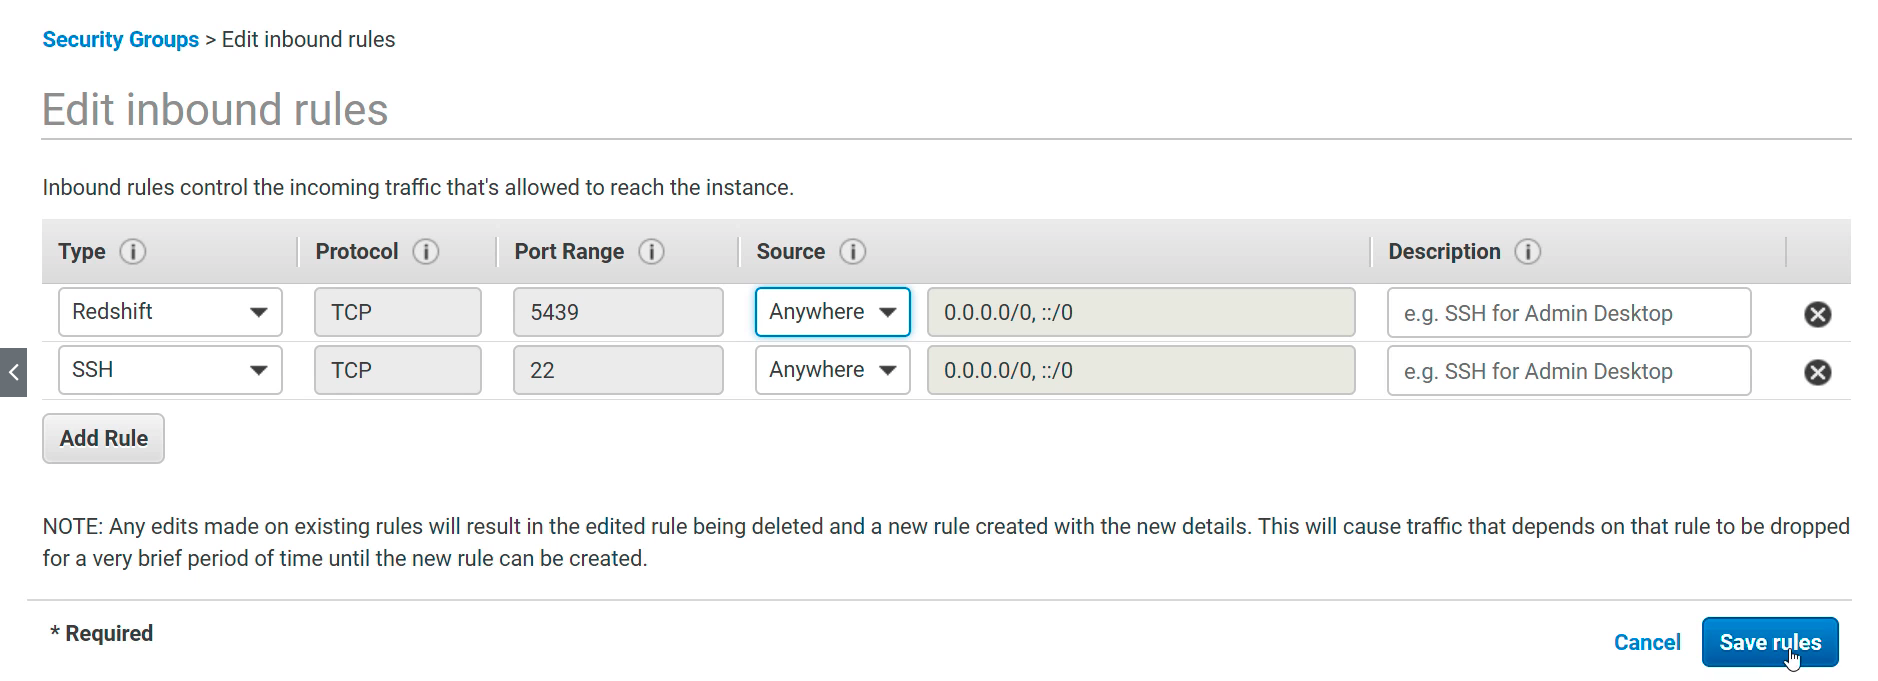 Security Groups > Edit inbound rules
Edit inbound rules
Inbound rules control the incoming traffic that's allowed to reach the instance.
Type i Protocol i Port Range i Source i Description i
Redshift TCP 5439 Anywhere 0.0.0.0/0, ::/0 e.g. SSH for Admin Desktop
SSH TCP 22 Anywhere 0.0.0.0/0, ::/0 e.g. SSH for Admin Desktop
Add Rule
NOTE: Any edits made on existing rules will result in the edited rule being deleted and a new rule created with the new details. This will cause traffic that depends on that rule to be dropped
for a very brief period of time until the new rule can be created.
* Required
Cancel Save rules